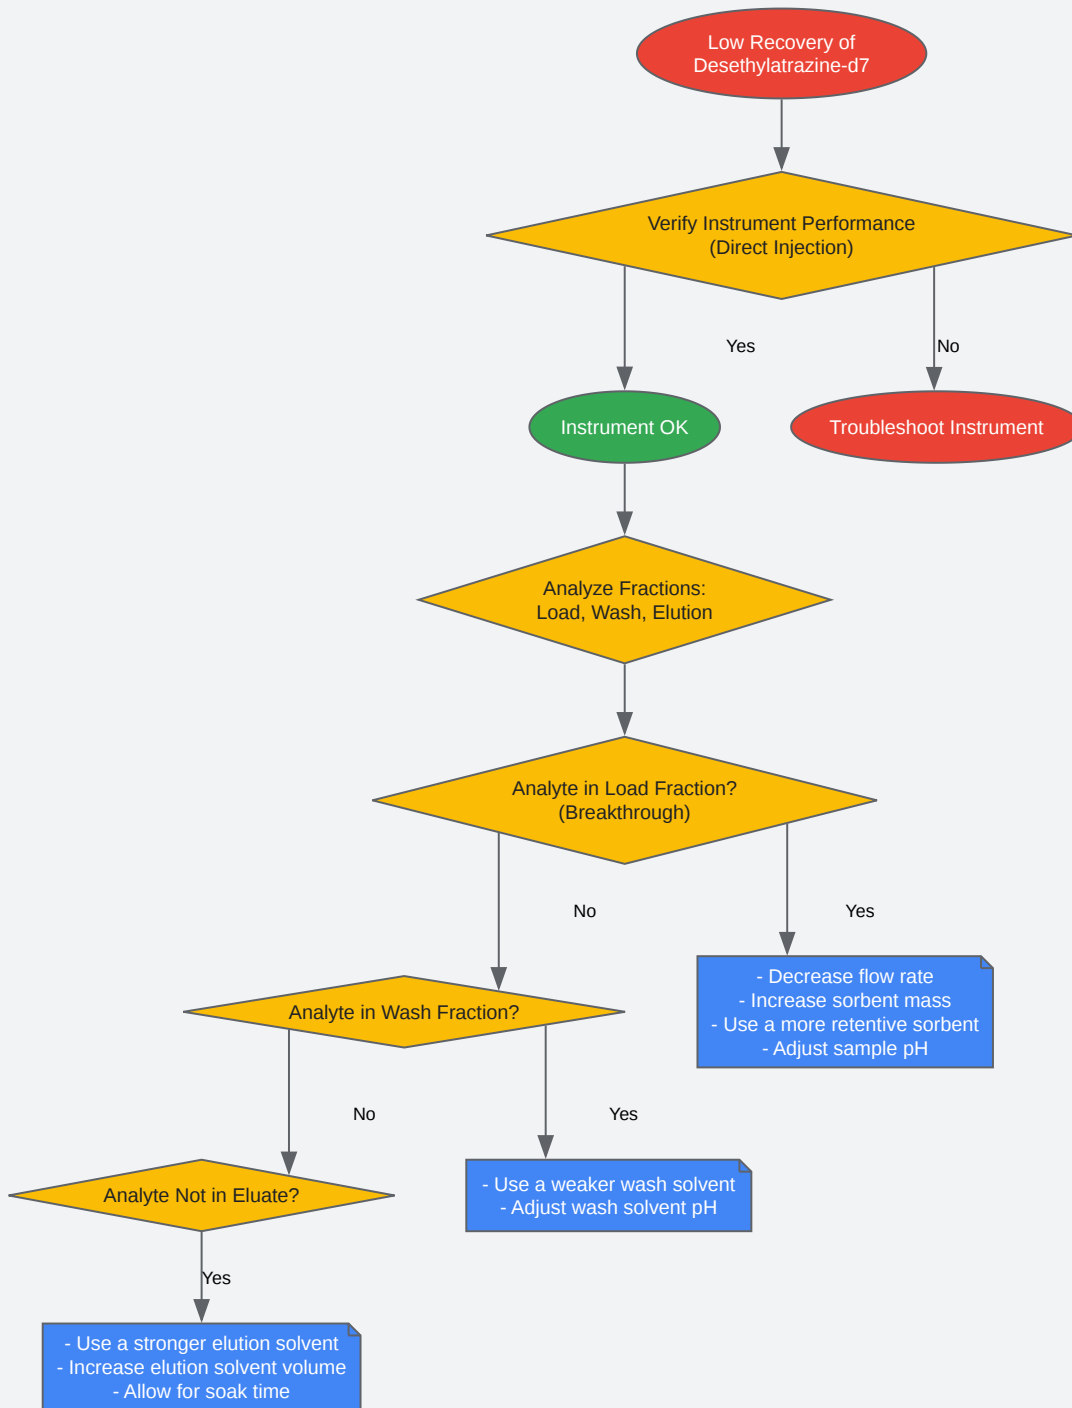 Low Recovery of
Desethylatrazine-d7
Verify Instrument Performance
(Direct Injection)
Yes
No
Instrument OK
Troubleshoot Instrument
Analyze Fractions:
Load, Wash, Elution
Analyte in Load Fraction?
(Breakthrough)
No
Yes
- Decrease flow rate
- Increase sorbent mass
- Use a more retentive sorbent
- Adjust sample pH
Analyte in Wash Fraction?
No
Yes
- Use a weaker wash solvent
- Adjust wash solvent pH
Analyte Not in Eluate?
Yes
- Use a stronger elution solvent
- Increase elution solvent volume
- Allow for soak time